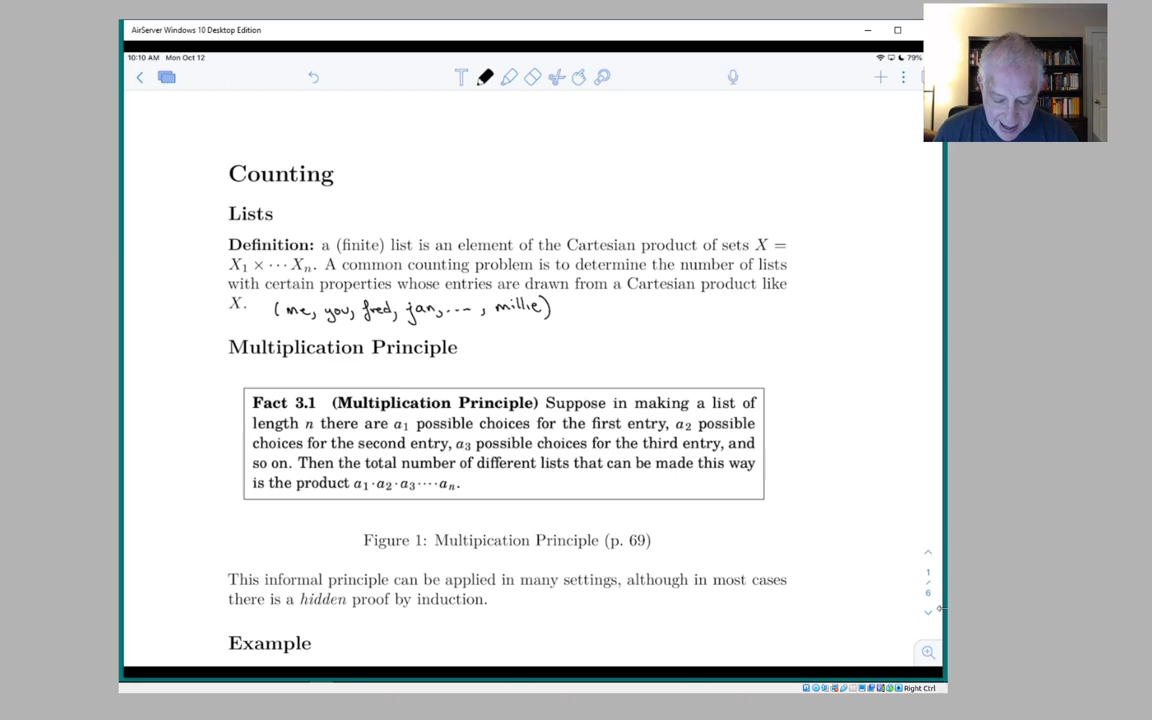 AirServer Windows 10 Desktop Edition
10:10 AM Mon Oct 12
79%
Counting
Lists
Definition: a (finite) list is an element of the Cartesian product of sets X =
X₁ × ··· Xₙ. A common counting problem is to determine the number of lists
with certain properties whose entries are drawn from a Cartesian product like
X. (me, you, fred, jan, ---- , millie)
Multiplication Principle
Fact 3.1 (Multiplication Principle) Suppose in making a list of
length n there are a₁ possible choices for the first entry, a₂ possible
choices for the second entry, a₃ possible choices for the third entry, and
so on. Then the total number of different lists that can be made this way
is the product a₁·a₂·a₃····aₙ.
Figure 1: Multipication Principle (p. 69)
This informal principle can be applied in many settings, although in most cases
there is a hidden proof by induction.
Example
1
/
6
Right Ctrl